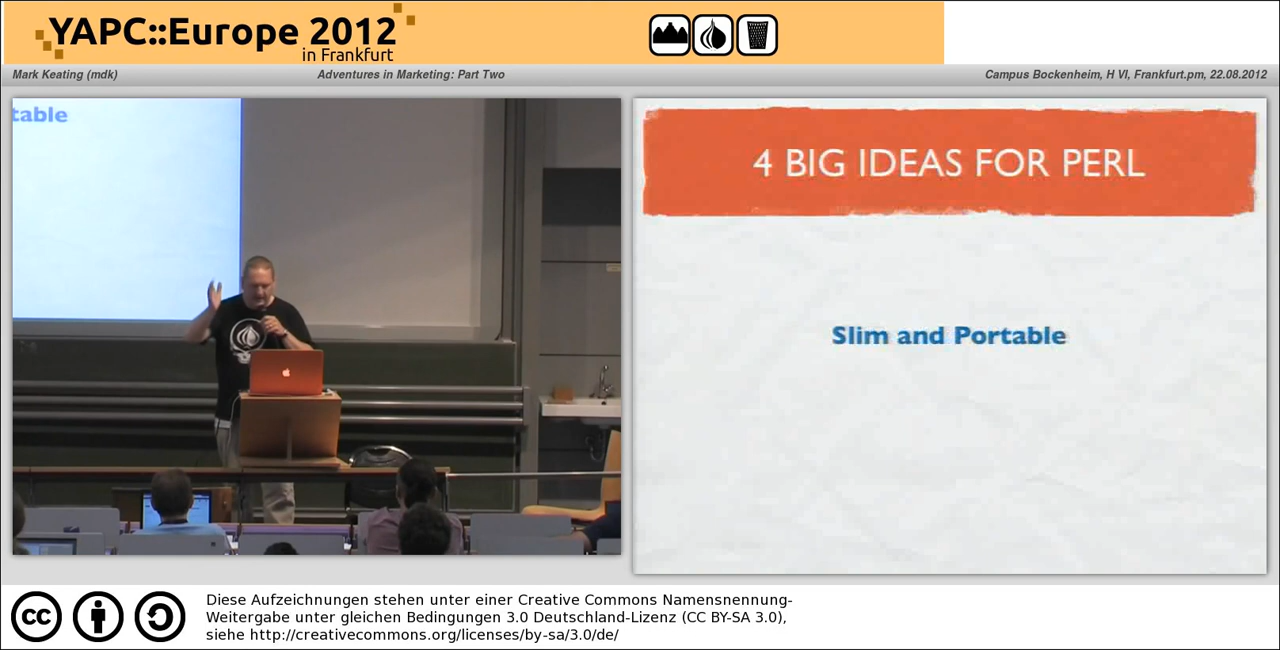 YAPC::Europe 2012
in Frankfurt
Mark Keating (mdk)
Adventures in Marketing: Part Two
Campus Bockenheim, H VI, Frankfurt.pm, 22.08.2012
table
4 BIG IDEAS FOR PERL
Slim and Portable
cc
Diese Aufzeichnungen stehen unter einer Creative Commons Namensnennung-
Weitergabe unter gleichen Bedingungen 3.0 Deutschland-Lizenz (CC BY-SA 3.0),
siehe http://creativecommons.org/licenses/by-sa/3.0/de/